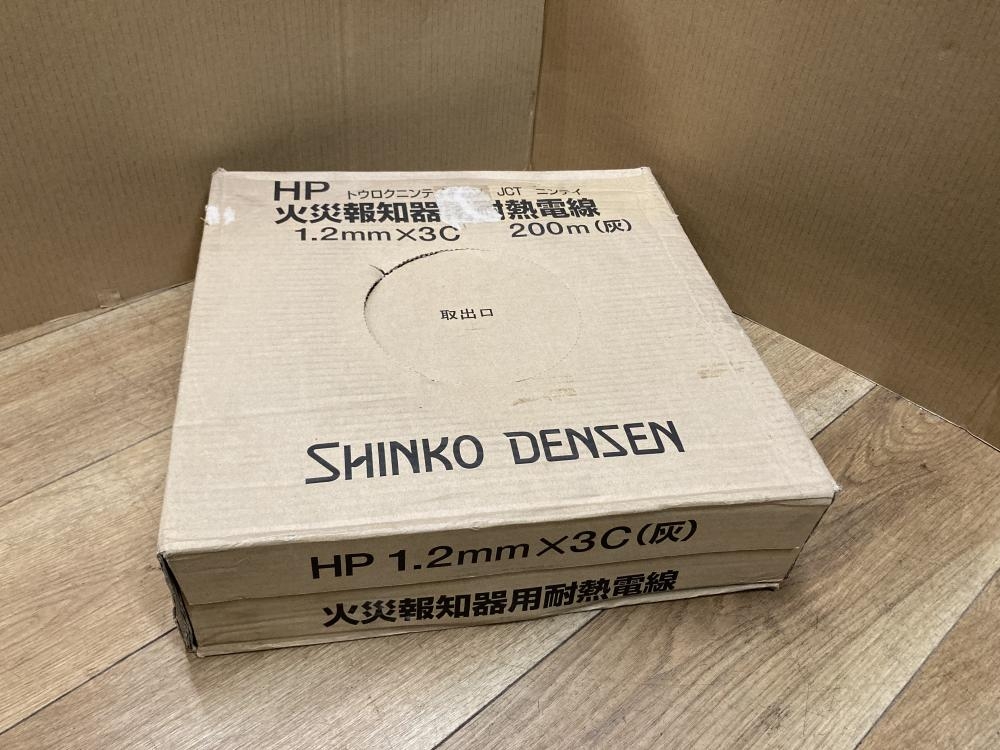 HP トウロクニンテ JCT ニンテイ
火災報知器 耐熱電線
1.2mm×3C 200m(灰)
取出口
SHINKO DENSEN
HP 1.2mm×3C(灰)
火災報知器用耐熱電線